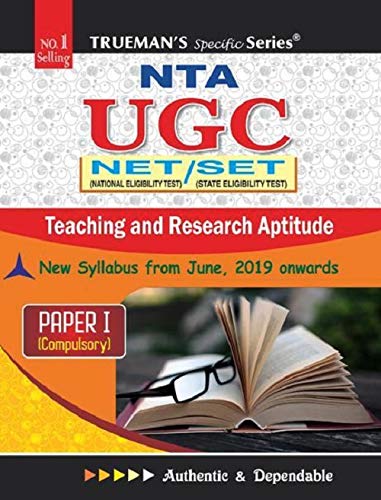 NO. 1
Selling
TRUEMAN'S Specific Series®
NTA
UGC
NET/SET
(NATIONAL ELIGIBILITY TEST) (STATE ELIGIBILITY TEST)
Teaching and Research Aptitude
New Syllabus from June, 2019 onwards
PAPER I
(Compulsory)
Authentic & Dependable